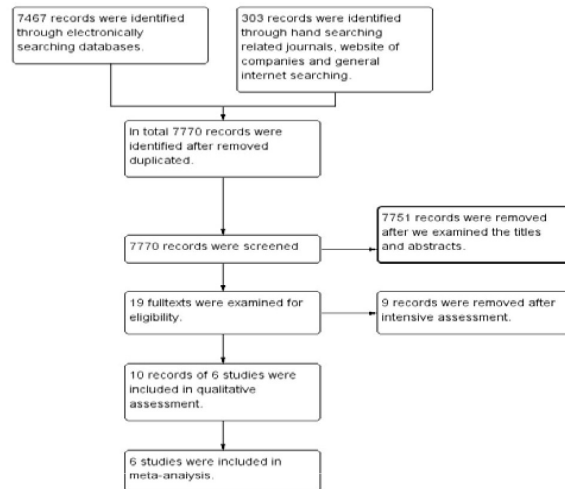 7467 records were identified
through electronically
searching databases.
303 records were identified
through hand searching
related journals, website of
companies and general
internet searching.
In total 7770 records were
identified after removed
duplicated.
7770 records were screened
7751 records were removed
after we examined the titles
and abstracts.
19 fulltexts were examined for
eligibility.
9 records were removed after
intensive assessment.
10 records of 6 studies were
included in qualitative
assessment.
6 studies were included in
meta-analysis.